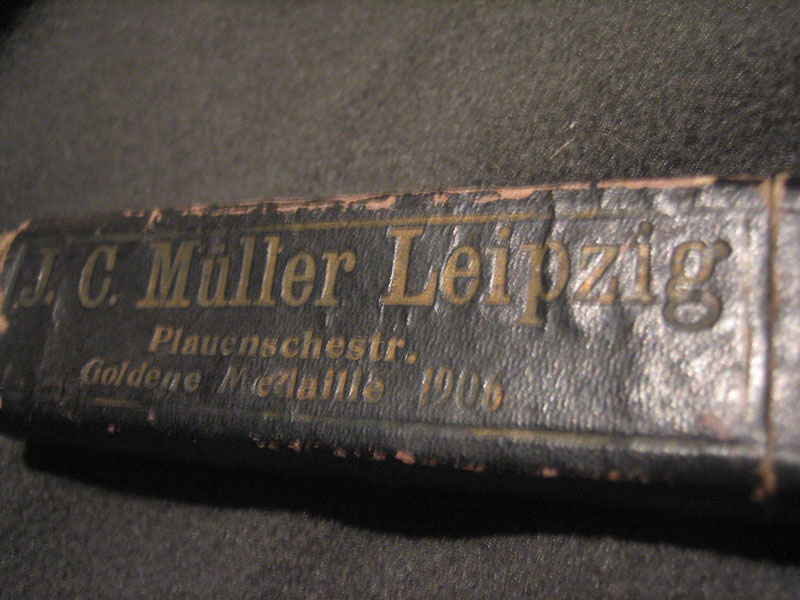 J. C. Müller Leipzig
Plauenschestr.
Goldene Medaille 1906